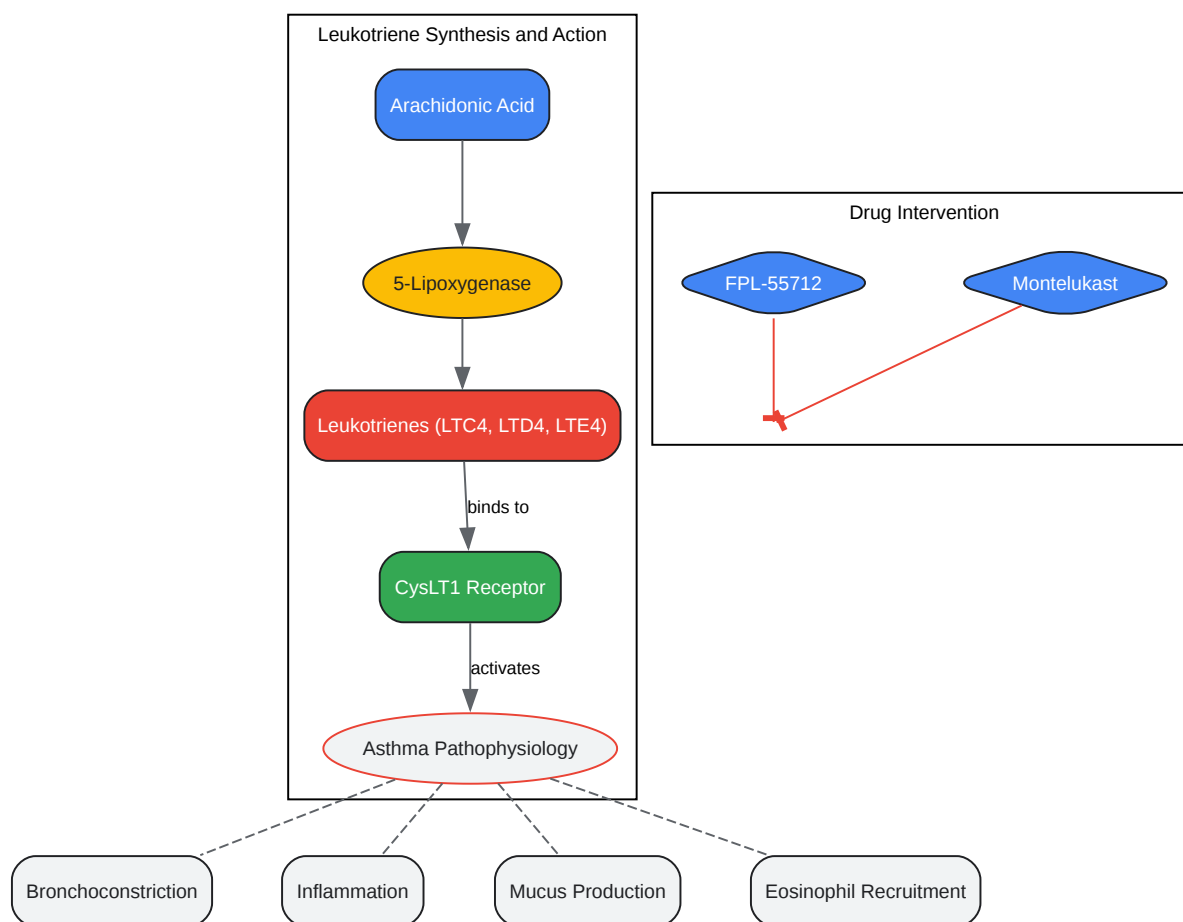 Leukotriene Synthesis and Action
Arachidonic Acid
5-Lipoxygenase
Leukotrienes (LTC4, LTD4, LTE4)
binds to
CysLT1 Receptor
activates
Asthma Pathophysiology
Drug Intervention
FPL-55712
Montelukast
Bronchoconstriction
Inflammation
Mucus Production
Eosinophil Recruitment